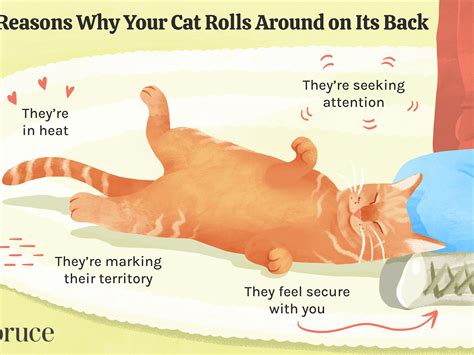 Reasons Why Your Cat Rolls Around on Its Back
They're seeking
attention
They're
in heat
They're marking
their territory
They feel secure
with you
pruce